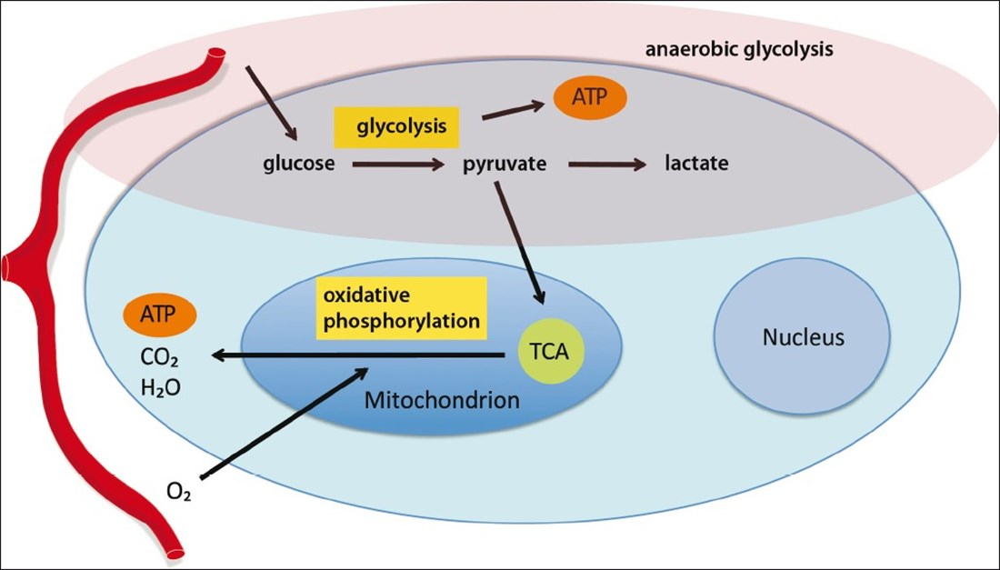 anaerobic glycolysis
ATP
glycolysis
glucose
pyruvate
lactate
oxidative
phosphorylation
ATP
CO₂
H₂O
TCA
Nucleus
Mitochondrion
O₂